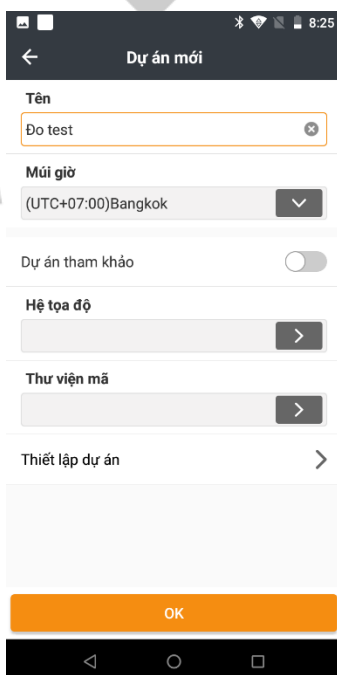 8:25
Dự án mới
Tên
Đo test
Múi giờ
(UTC+07:00)Bangkok
Dự án tham khảo
Hệ tọa độ
Thư viện mã
Thiết lập dự án
OK